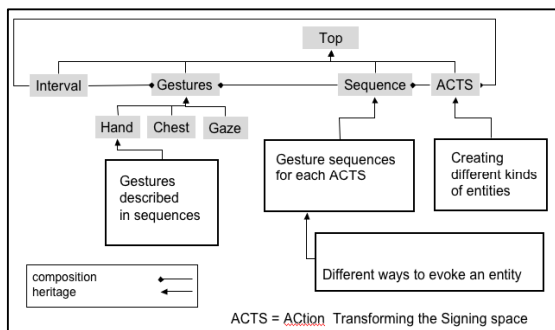 Top
Interval
Gestures
Sequence
ACTS
Hand
Chest
Gaze
Gestures
described
in sequences
Gesture sequences
for each ACTS
Creating
different kinds
of entities
Different ways to evoke an entity
composition
heritage
ACTS = ACtion Transforming the Signing space